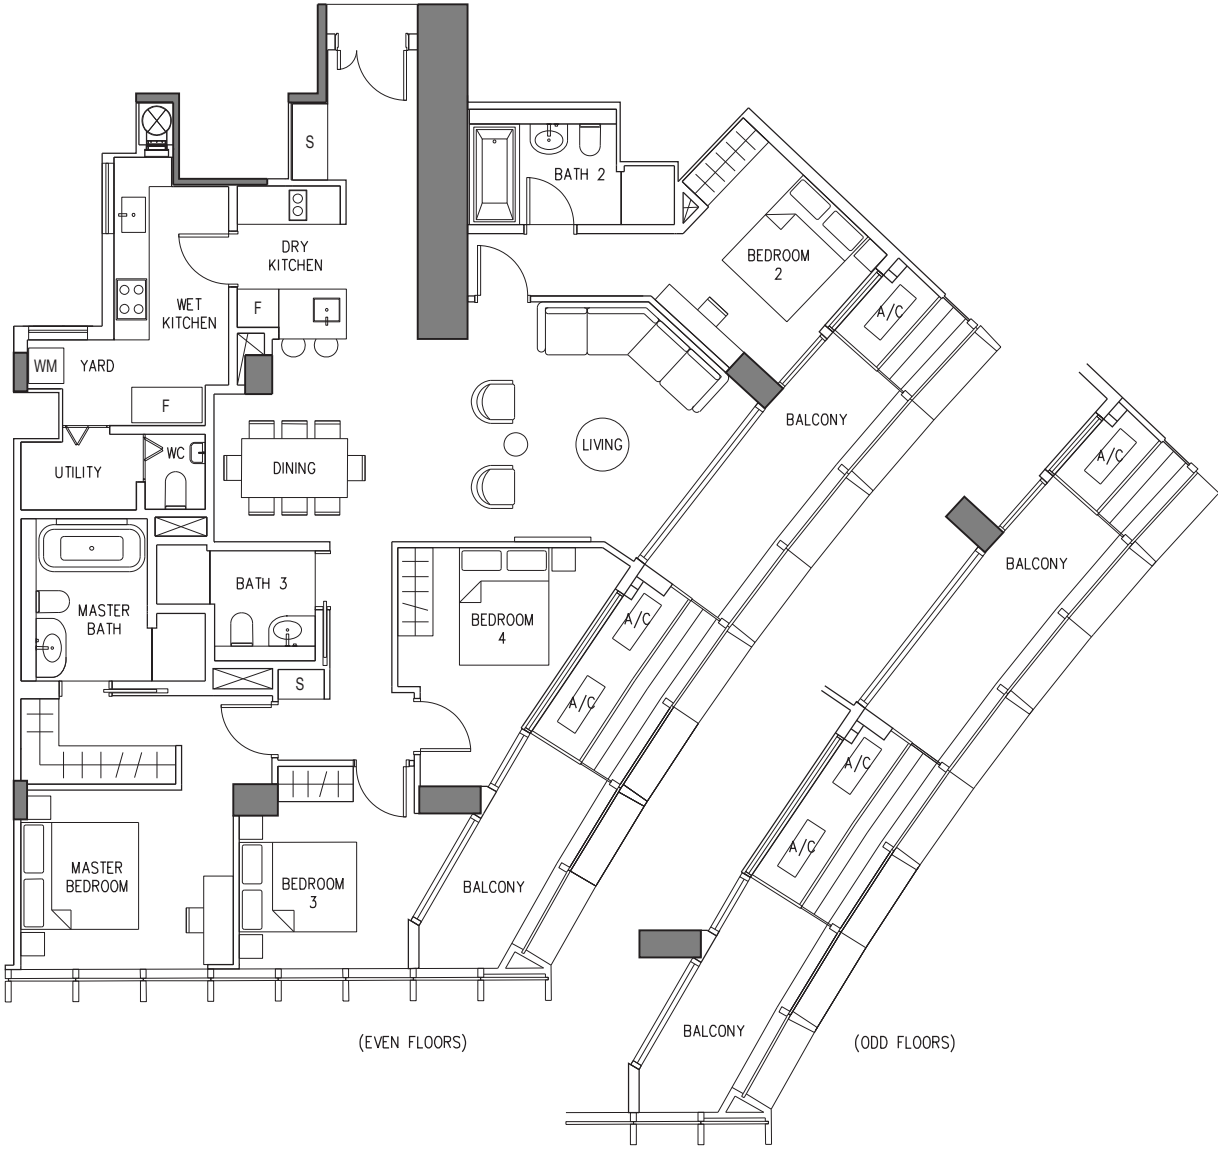 S
BATH 2
DRY
KITCHEN
BEDROOM
2
A/C
WET
KITCHEN
F
WM
YARD
F
BALCONY
LIVING
UTILITY
WC
DINING
A/C
BALCONY
MASTER
BATH
BATH 3
BEDROOM
4
A/C
S
A/C
A/C
A/C
MASTER
BEDROOM
BEDROOM
3
BALCONY
BALCONY
(EVEN FLOORS)
(ODD FLOORS)